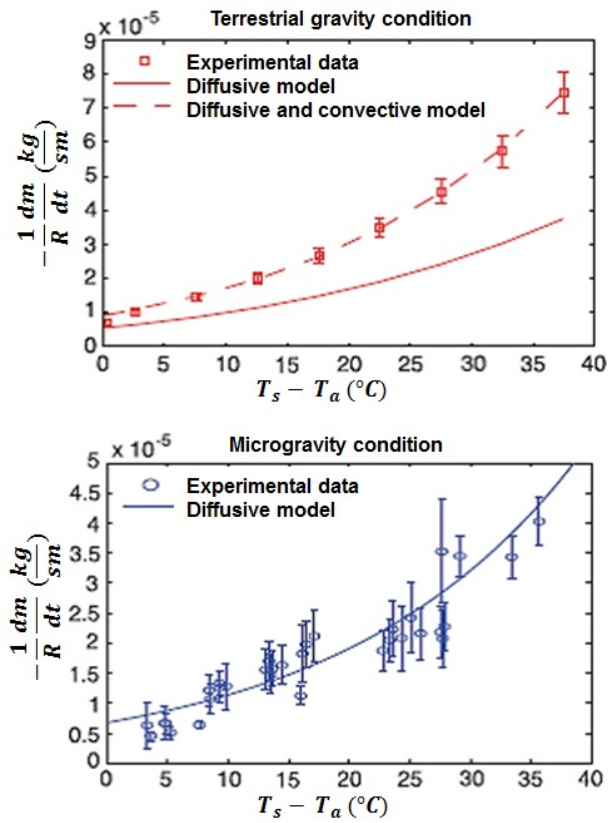 Terrestrial gravity condition
× 10⁻⁵
9
8
7
6
5
4
3
2
1
0
Experimental data
Diffusive model
Diffusive and convective model
−1/R dm/dt (kg/sm)
0 5 10 15 20 25 30 35 40
T_s − T_a (°C)
Microgravity condition
× 10⁻⁵
5
4.5
4
3.5
3
2.5
2
1.5
1
0.5
0
Experimental data
Diffusive model
−1/R dm/dt (kg/sm)
0 5 10 15 20 25 30 35 40
T_s − T_a (°C)